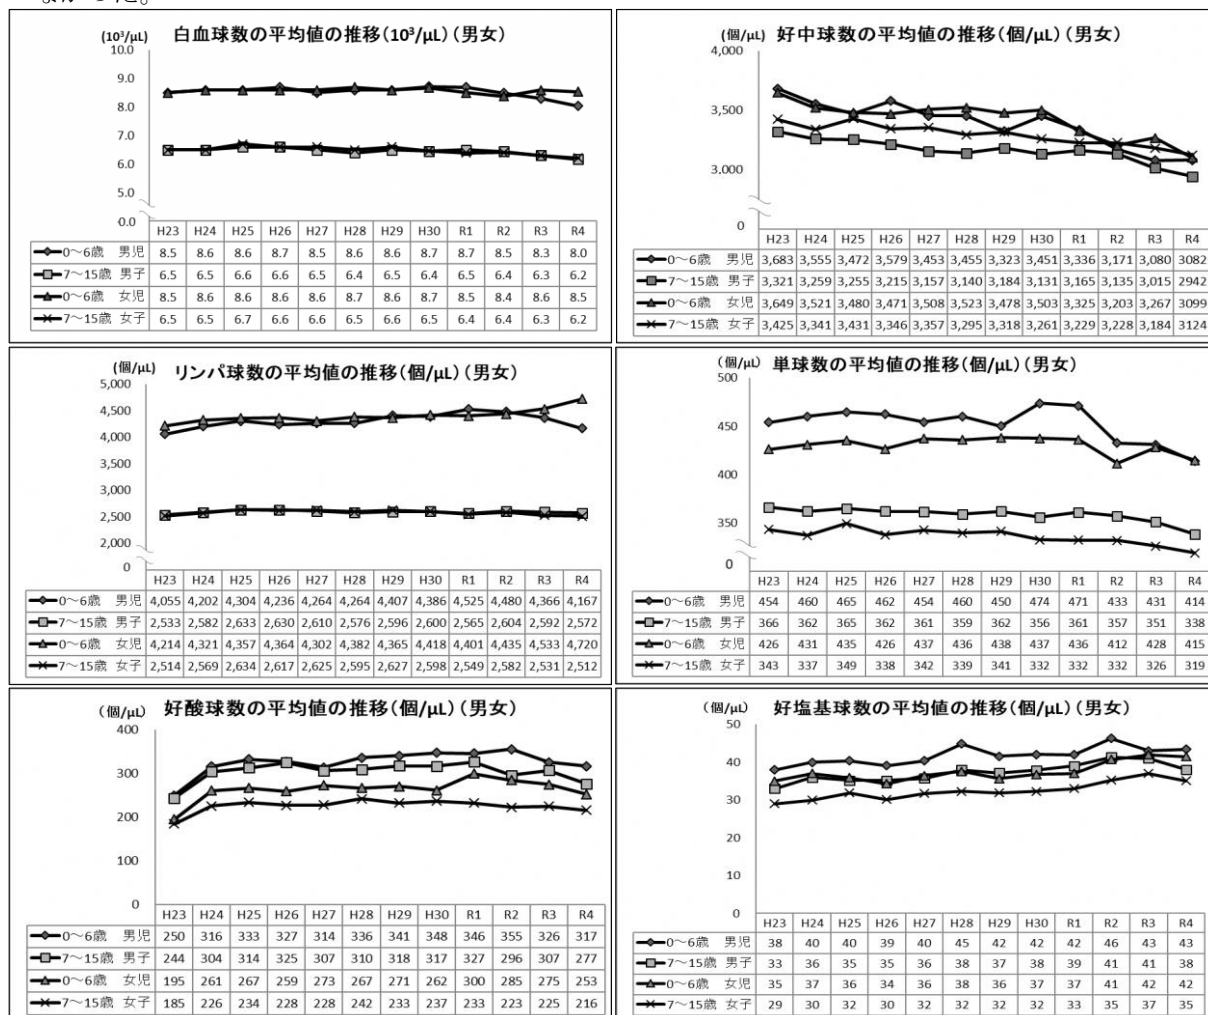 なかった。
白血球数の平均値の推移(10³/μL)(男女)
(10³/μL)
10.0
9.0
8.0
7.0
6.0
5.0
0.0
H23 H24 H25 H26 H27 H28 H29 H30 R1 R2 R3 R4
0～6歳 男児 8.5 8.6 8.6 8.7 8.5 8.6 8.6 8.7 8.7 8.5 8.3 8.0
7～15歳 男子 6.5 6.5 6.6 6.6 6.5 6.4 6.5 6.4 6.5 6.4 6.3 6.2
0～6歳 女児 8.5 8.6 8.6 8.6 8.6 8.7 8.6 8.7 8.5 8.4 8.6 8.5
7～15歳 女子 6.5 6.5 6.7 6.6 6.6 6.5 6.6 6.5 6.4 6.4 6.3 6.2
好中球数の平均値の推移(個/μL)(男女)
(個/μL)
4,000
3,500
3,000
0
H23 H24 H25 H26 H27 H28 H29 H30 R1 R2 R3 R4
0～6歳 男児 3,683 3,555 3,472 3,579 3,453 3,455 3,323 3,451 3,336 3,171 3,080 3082
7～15歳 男子 3,321 3,259 3,255 3,215 3,157 3,140 3,184 3,131 3,165 3,135 3,015 2942
0～6歳 女児 3,649 3,521 3,480 3,471 3,508 3,523 3,478 3,503 3,325 3,203 3,267 3099
7～15歳 女子 3,425 3,341 3,431 3,346 3,357 3,295 3,318 3,261 3,229 3,228 3,184 3124
リンパ球数の平均値の推移(個/μL)(男女)
(個/μL)
5,000
4,500
4,000
3,500
3,000
2,500
2,000
0
H23 H24 H25 H26 H27 H28 H29 H30 R1 R2 R3 R4
0～6歳 男児 4,055 4,202 4,304 4,236 4,264 4,264 4,407 4,386 4,525 4,480 4,366 4,167
7～15歳 男子 2,533 2,582 2,633 2,630 2,610 2,576 2,596 2,600 2,565 2,604 2,592 2,572
0～6歳 女児 4,214 4,321 4,357 4,364 4,302 4,382 4,365 4,418 4,401 4,435 4,533 4,720
7～15歳 女子 2,514 2,569 2,634 2,617 2,625 2,595 2,627 2,598 2,549 2,582 2,531 2,512
単球数の平均値の推移(個/μL)(男女)
(個/μL)
500
450
400
350
0
H23 H24 H25 H26 H27 H28 H29 H30 R1 R2 R3 R4
0～6歳 男児 454 460 465 462 454 460 450 474 471 433 431 414
7～15歳 男子 366 362 365 362 361 359 362 356 361 357 351 338
0～6歳 女児 426 431 435 426 437 436 438 437 436 412 428 415
7～15歳 女子 343 337 349 338 342 339 341 332 332 332 326 319
好酸球数の平均値の推移(個/μL)(男女)
(個/μL)
400
300
200
100
0
H23 H24 H25 H26 H27 H28 H29 H30 R1 R2 R3 R4
0～6歳 男児 250 316 333 327 314 336 341 348 346 355 326 317
7～15歳 男子 244 304 314 325 307 310 318 317 327 296 307 277
0～6歳 女児 195 261 267 259 273 267 271 262 300 285 275 253
7～15歳 女子 185 226 234 228 228 242 233 237 233 223 225 216
好塩基球数の平均値の推移(個/μL)(男女)
(個/μL)
50
40
30
20
10
0
H23 H24 H25 H26 H27 H28 H29 H30 R1 R2 R3 R4
0～6歳 男児 38 40 40 39 40 45 42 42 42 46 43 43
7～15歳 男子 33 36 35 35 36 38 37 38 39 41 41 38
0～6歳 女児 35 37 36 34 36 38 36 37 37 41 42 42
7～15歳 女子 29 30 32 30 32 32 32 32 33 35 37 35